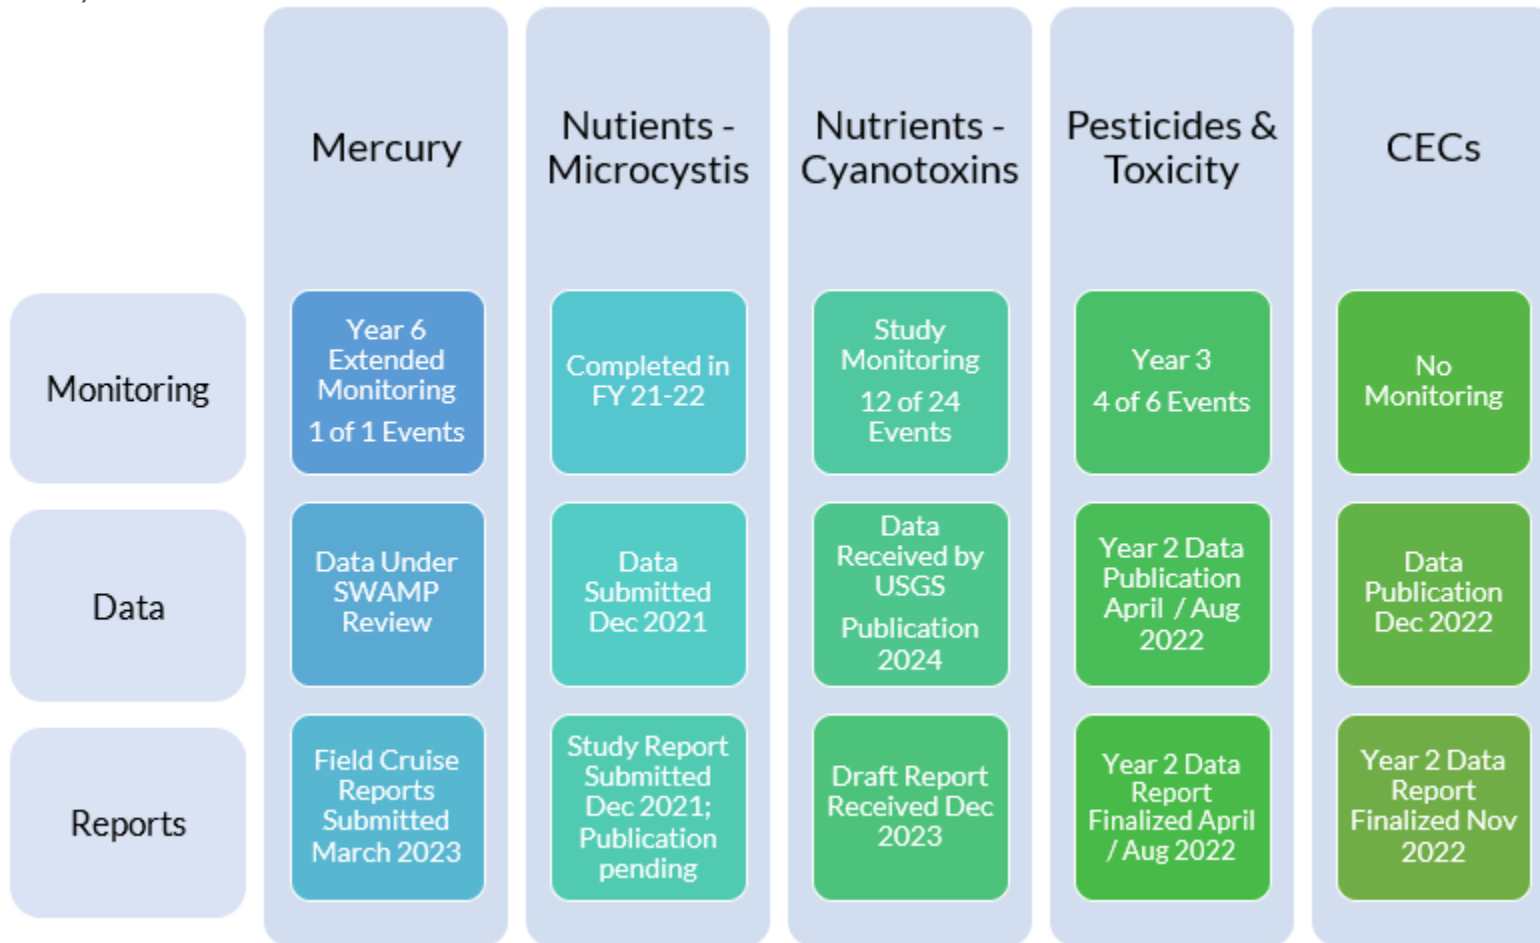 Mercury
Nutients -
Microcystis
Nutrients -
Cyanotoxins
Pesticides &
Toxicity
CECs
Monitoring
Year 6
Extended
Monitoring
1 of 1 Events
Completed in
FY 21-22
Study
Monitoring
12 of 24
Events
Year 3
4 of 6 Events
No
Monitoring
Data
Data Under
SWAMP
Review
Data
Submitted
Dec 2021
Data
Received by
USGS
Publication
2024
Year 2 Data
Publication
April / Aug
2022
Data
Publication
Dec 2022
Reports
Field Cruise
Reports
Submitted
March 2023
Study Report
Submitted
Dec 2021;
Publication
pending
Draft Report
Received Dec
2023
Year 2 Data
Report
Finalized April
/ Aug 2022
Year 2 Data
Report
Finalized Nov
2022